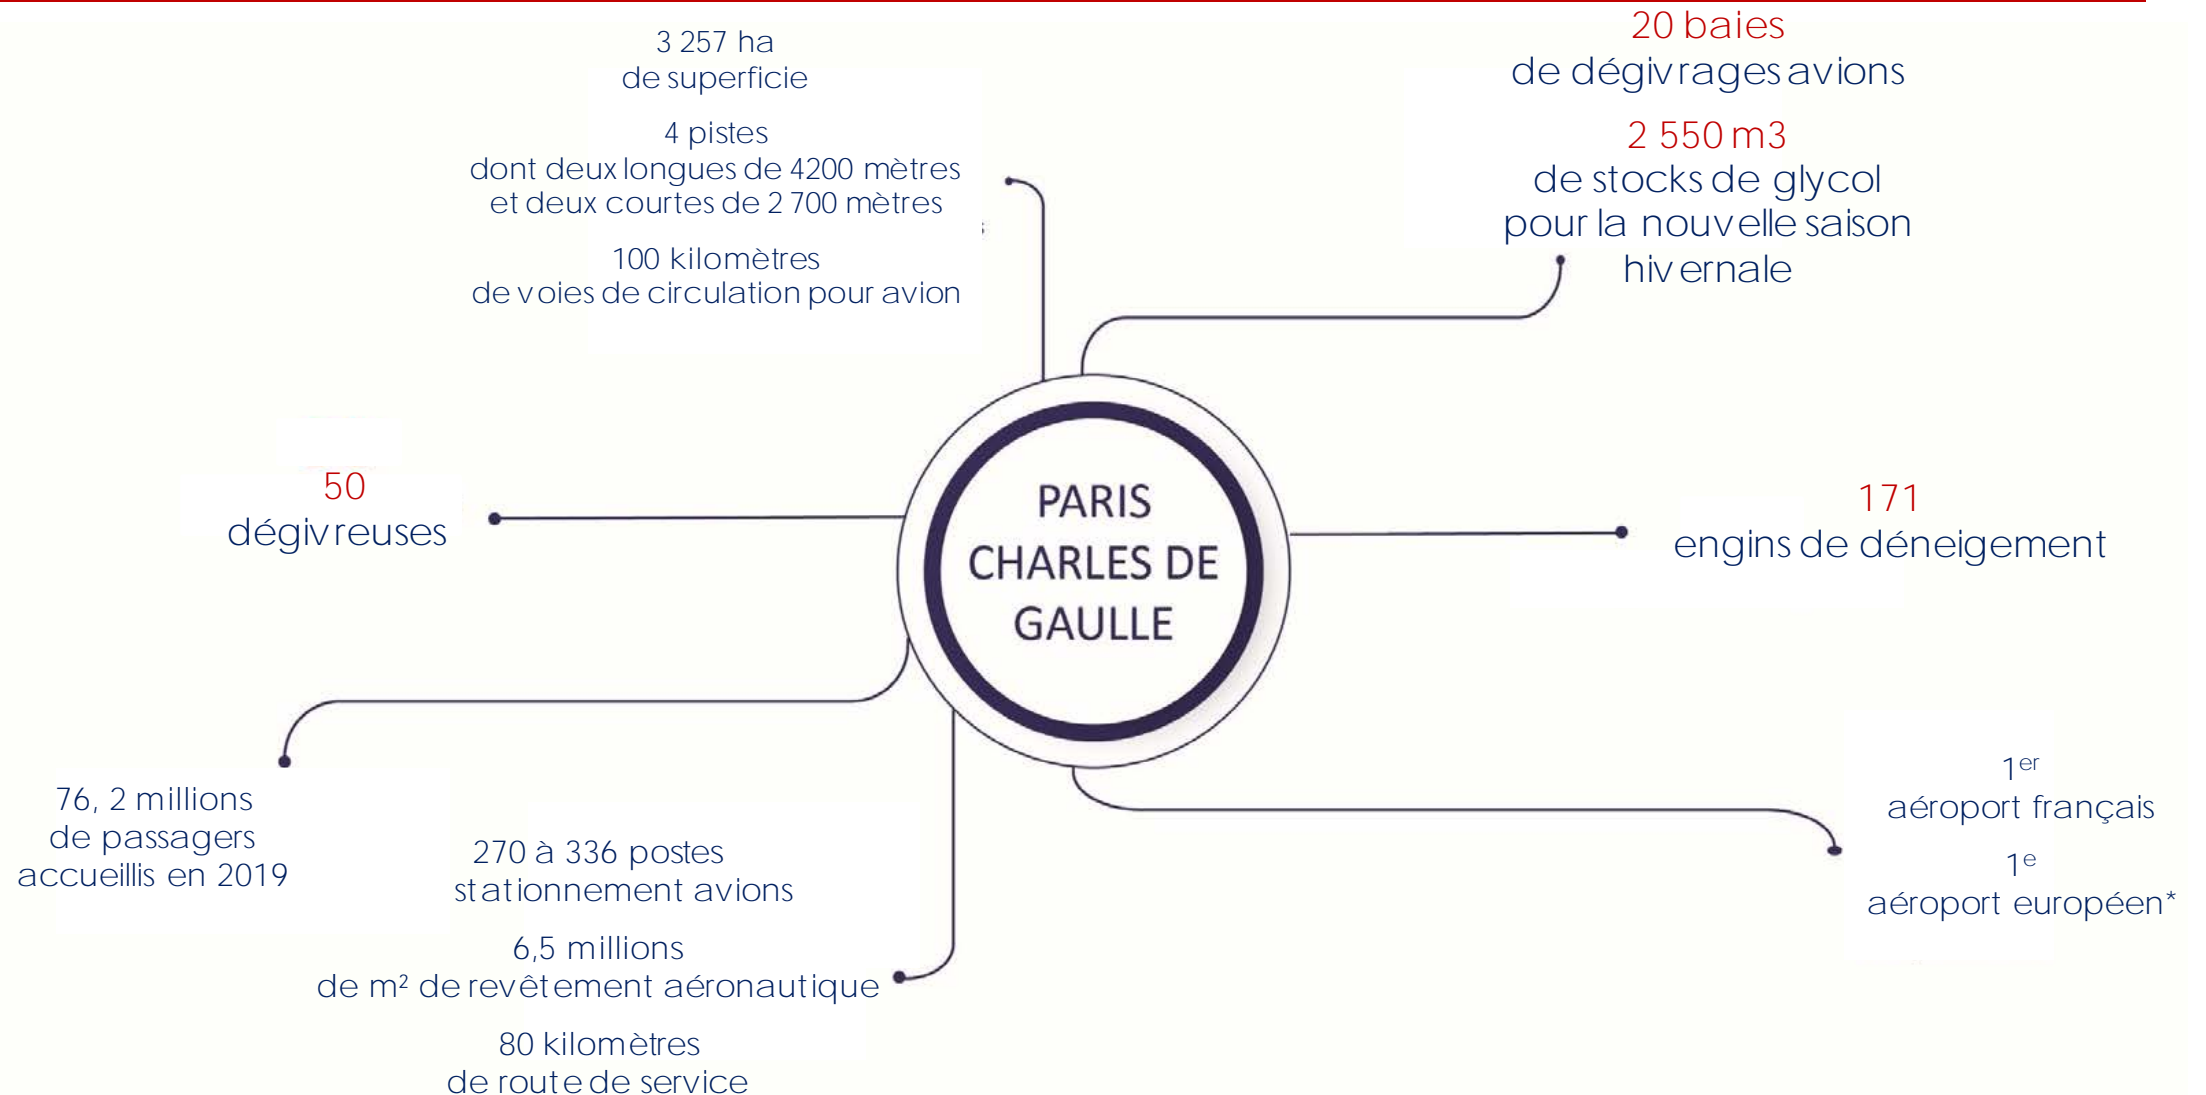 3 257 ha
de superficie
4 pistes
dont deux longues de 4200 mètres
et deux courtes de 2 700 mètres
100 kilomètres
de voies de circulation pour avion
20 baies
de dégivrages avions
2 550 m3
de stocks de glycol
pour la nouvelle saison
hivernale
50
dégivreuses
PARIS
CHARLES DE
GAULLE
171
engins de déneigement
76, 2 millions
de passagers
accueillis en 2019
270 à 336 postes
stationnement avions
6,5 millions
de m² de revêtement aéronautique
80 kilomètres
de route de service
1er
aéroport français
1e
aéroport européen*